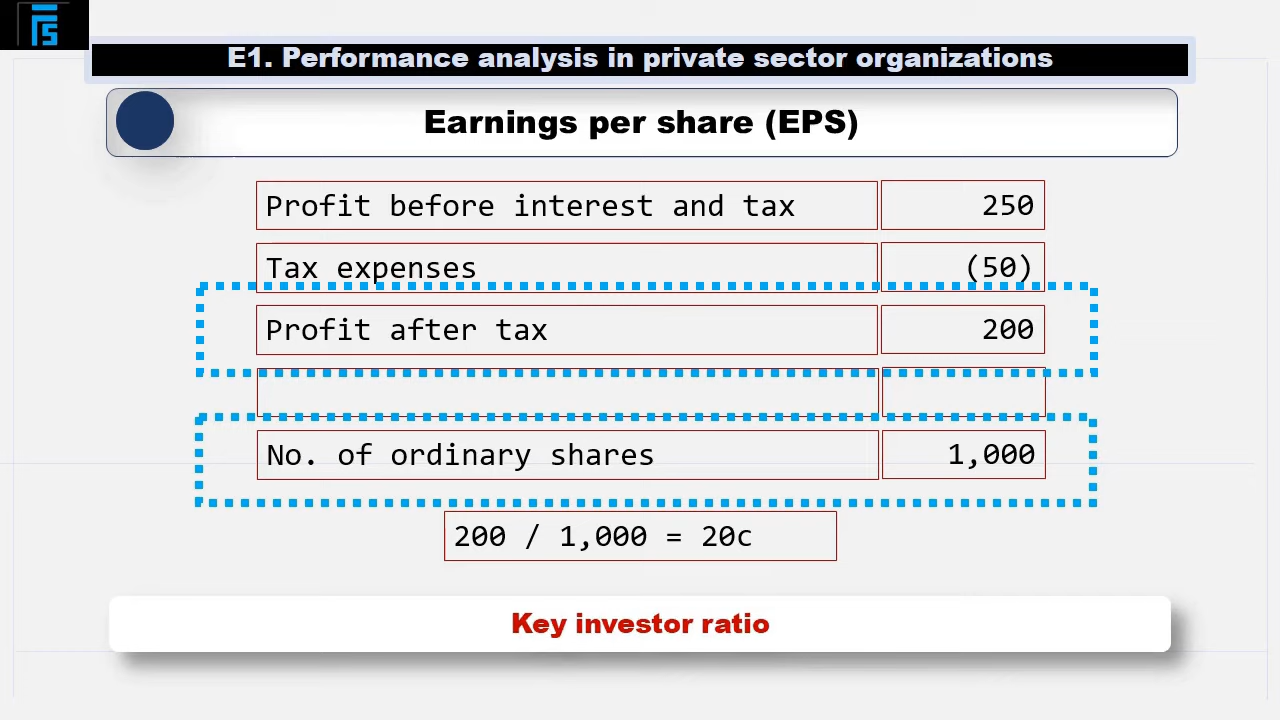 E1. Performance analysis in private sector organizations
Earnings per share (EPS)
Profit before interest and tax 250
Tax expenses (50)
Profit after tax 200
No. of ordinary shares 1,000
200 / 1,000 = 20c
Key investor ratio